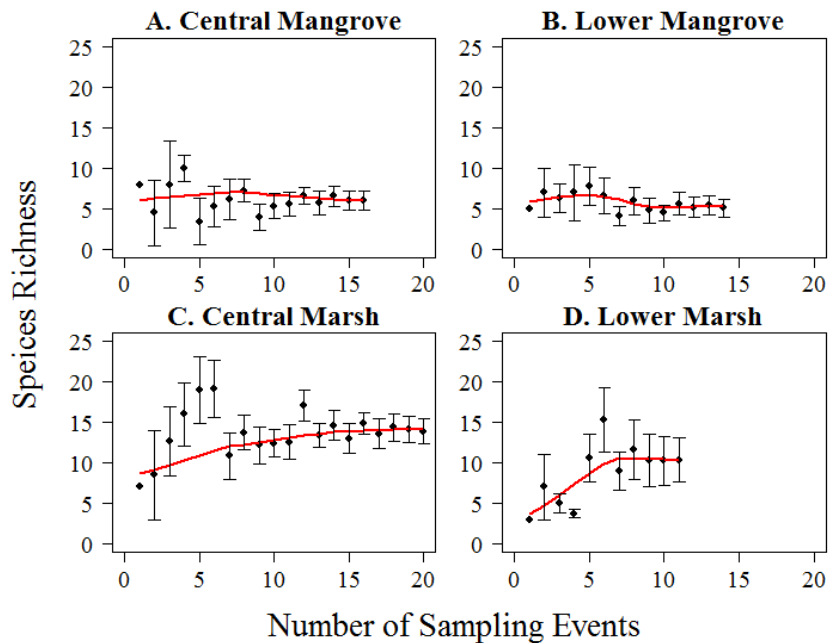 A. Central Mangrove
B. Lower Mangrove
25
20
15
10
5
0
25
20
15
10
5
0
0 5 10 15 20
0 5 10 15 20
C. Central Marsh
D. Lower Marsh
25
20
15
10
5
0
25
20
15
10
5
0
0 5 10 15 20
0 5 10 15 20
Speices Richness
Number of Sampling Events